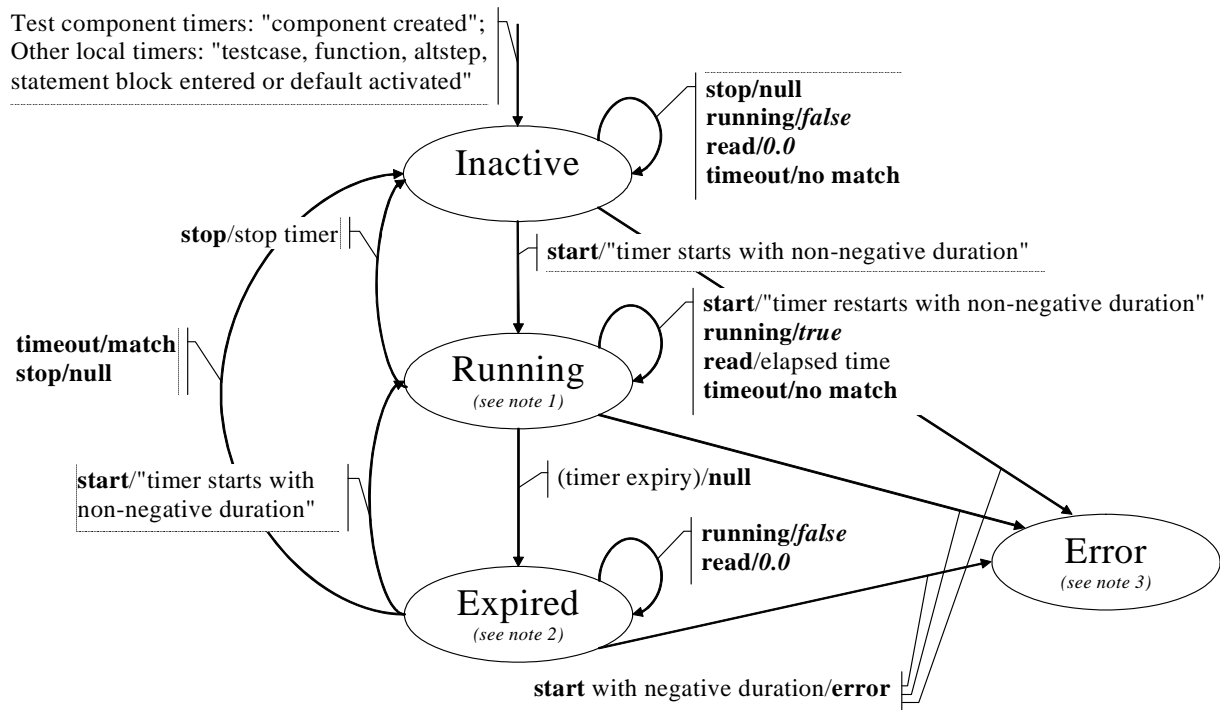 Test component timers: "component created";
Other local timers: "testcase, function, altstep,
statement block entered or default activated"
stop/null
running/false
read/0.0
timeout/no match
Inactive
stop/stop timer
start/"timer starts with non-negative duration"
start/"timer restarts with non-negative duration"
running/true
read/elapsed time
timeout/no match
timeout/match
stop/null
Running
(see note 1)
start/"timer starts with
non-negative duration"
(timer expiry)/null
running/false
read/0.0
Error
(see note 3)
Expired
(see note 2)
start with negative duration/error